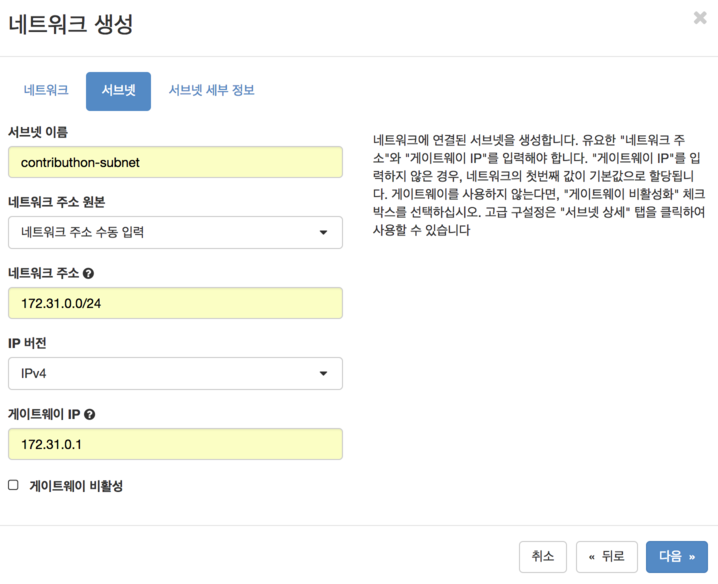 네트워크 생성
×
네트워크
서브넷
서브넷 세부 정보
서브넷 이름
contributhon-subnet
네트워크 주소 원본
네트워크 주소 수동 입력
네트워크 주소 ?
172.31.0.0/24
IP 버전
IPv4
게이트웨이 IP ?
172.31.0.1
게이트웨이 비활성
네트워크에 연결된 서브넷을 생성합니다. 유요한 "네트워크 주
소"와 "게이트웨이 IP"를 입력해야 합니다. "게이트웨이 IP"를 입
력하지 않은 경우, 네트워크의 첫번째 값이 기본값으로 할당됩니
다. 게이트웨이를 사용하지 않는다면, "게이트웨이 비활성화" 체크
박스를 선택하십시오. 고급 구설정은 "서브넷 상세" 탭을 클릭하여
사용할 수 있습니다
취소
« 뒤로
다음 »